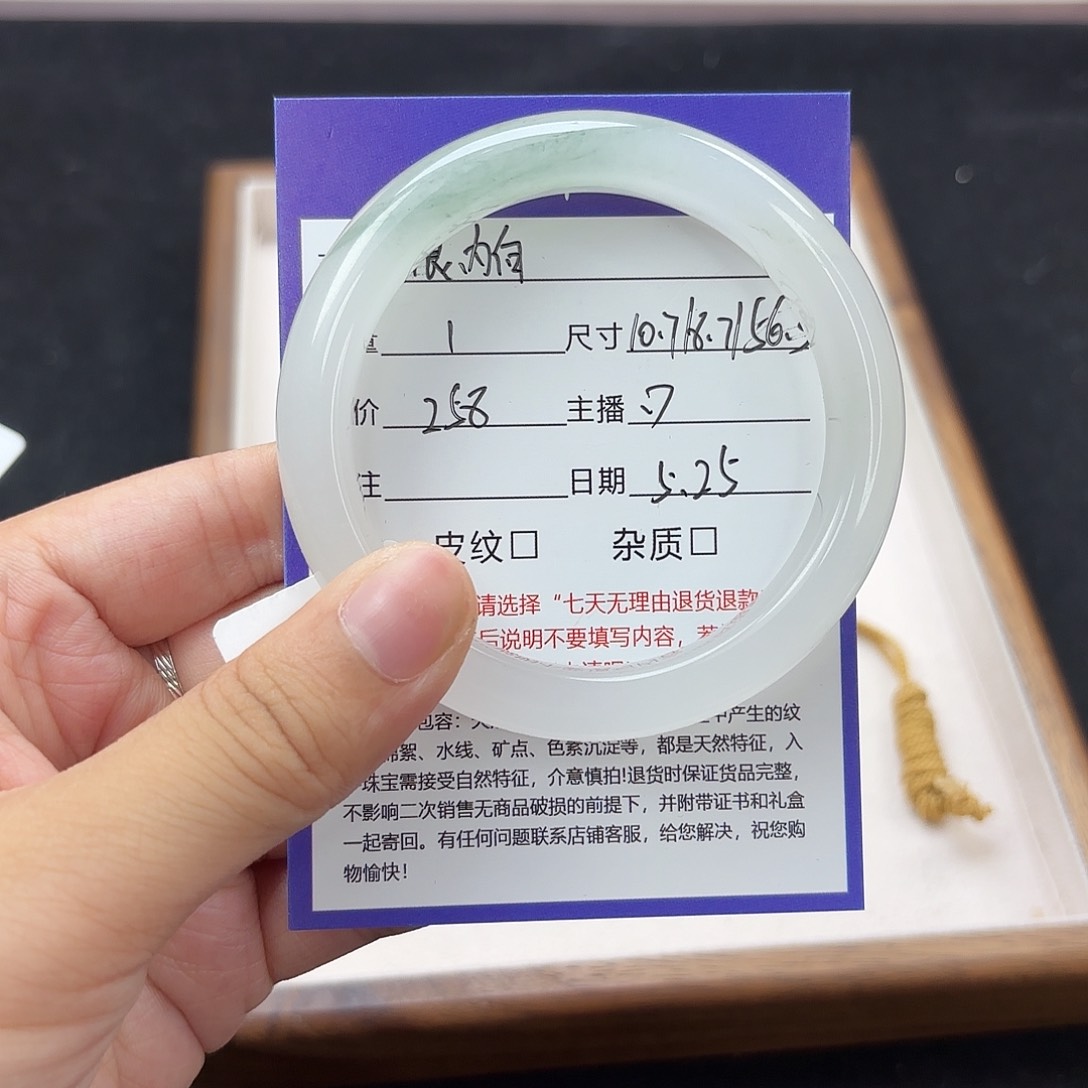 内白
1 尺寸 10.7/8.7/56.
价 258 主播
注 日期 5.25
皮纹□ 杂质□
请选择“七天无理由退货退款
后说明不要填写内容，若
包容：天 产生的纹
棉絮、水线、矿点、色素沉淀等，都是天然特征，入
珠宝需接受自然特征，介意慎拍!退货时保证货品完整，
不影响二次销售无商品破损的前提下，并附带证书和礼盒
一起寄回。有任何问题联系店铺客服，给您解决，祝您购
物愉快！